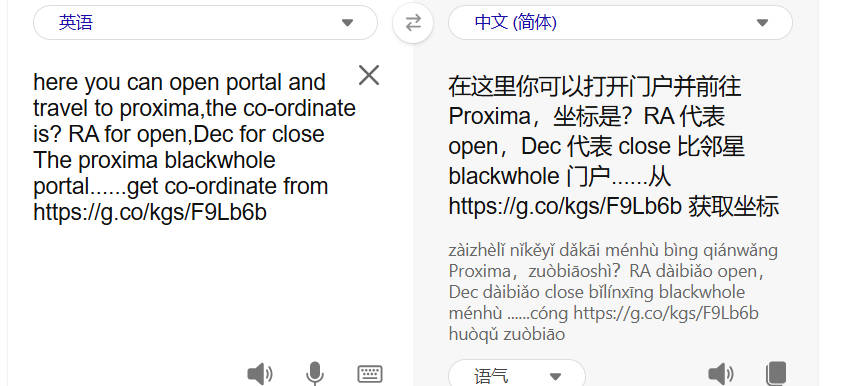 英语
中文 (简体)
here you can open portal and
travel to proxima,the co-ordinate
is? RA for open,Dec for close
The proxima blackwhole
portal......get co-ordinate from
https://g.co/kgs/F9Lb6b
在这里你可以打开门户并前往
Proxima，坐标是？RA 代表
open，Dec 代表 close 比邻星
blackwhole 门户......从
https://g.co/kgs/F9Lb6b 获取坐标
zàizhèlǐ nǐkěyǐ dǎkāi ménhù bìng qiánwǎng
Proxima，zuòbiāoshì？RA dàibiǎo open，
Dec dàibiǎo close bǐlínxīng blackwhole
ménhù ......cóng https://g.co/kgs/F9Lb6b
huòqǔ zuòbiāo
语气